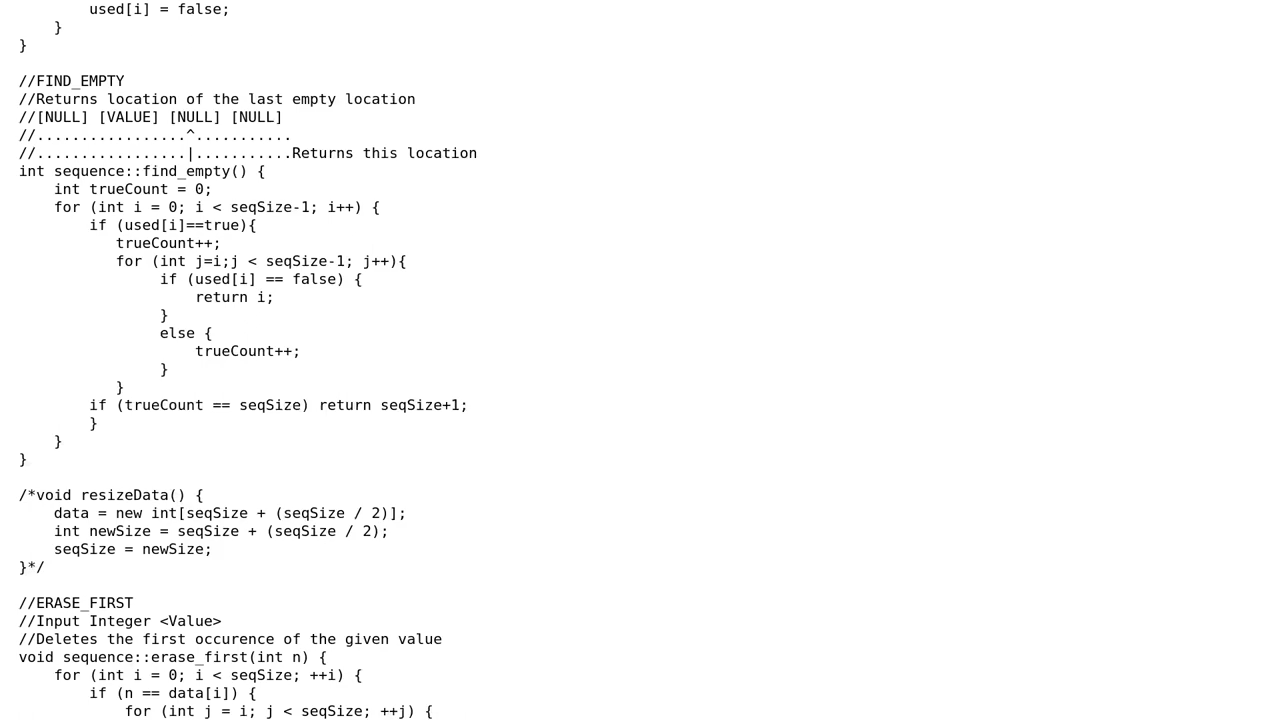 used[i] = false;
    }
}

//FIND_EMPTY
//Returns location of the last empty location
//[NULL] [VALUE] [NULL] [NULL]
//.................^...........
//.................|...........Returns this location
int sequence::find_empty() {
    int trueCount = 0;
    for (int i = 0; i < seqSize-1; i++) {
        if (used[i]==true){
           trueCount++;
           for (int j=i;j < seqSize-1; j++){
                if (used[i] == false) {
                    return i;
                }
                else {
                    trueCount++;
                }
           }
        if (trueCount == seqSize) return seqSize+1;
        }
    }
}

/*void resizeData() {
    data = new int[seqSize + (seqSize / 2)];
    int newSize = seqSize + (seqSize / 2);
    seqSize = newSize;
}*/

//ERASE_FIRST
//Input Integer <Value>
//Deletes the first occurence of the given value
void sequence::erase_first(int n) {
    for (int i = 0; i < seqSize; ++i) {
        if (n == data[i]) {
            for (int j = i; j < seqSize; ++j) {